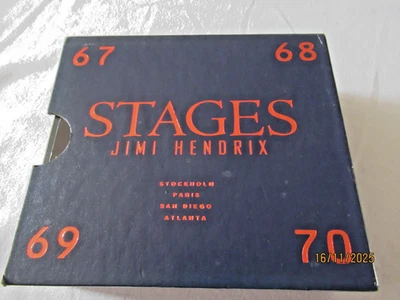 67 68
STAGES
JIMI HENDRIX
STOCKHOLM
PARIS
SAN DIEGO
ATLANTA
69 70
16/11/2025